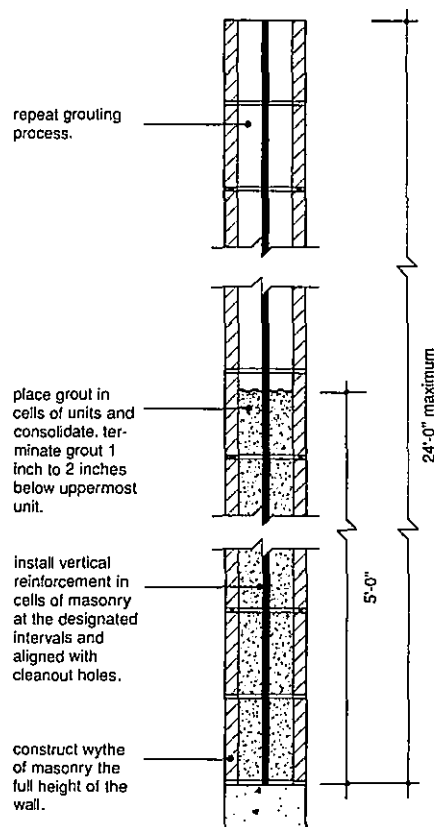 repeat grouting
process.
place grout in
cells of units and
consolidate. ter-
minate grout 1
inch to 2 inches
below uppermost
unit.
install vertical
reinforcement in
cells of masonry
at the designated
intervals and
aligned with
cleanout holes.
construct wythe
of masonry the
full height of the
wall.
5'-0"
24'-0" maximum